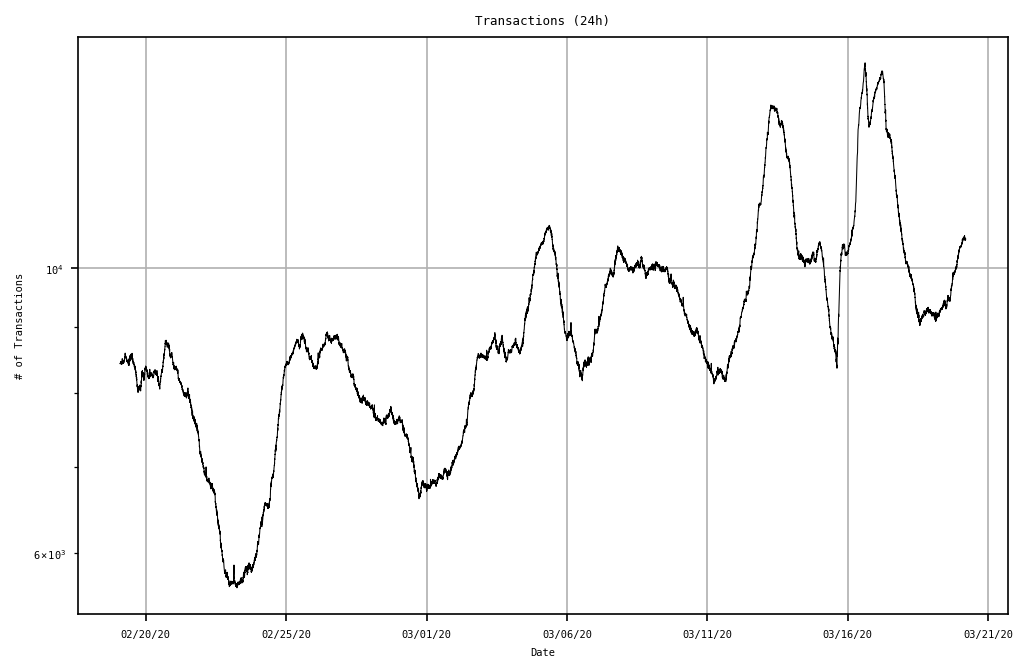 Transactions (24h)
# of Transactions
10⁴
6×10³
02/20/20 02/25/20 03/01/20 03/06/20 03/11/20 03/16/20 03/21/20
Date